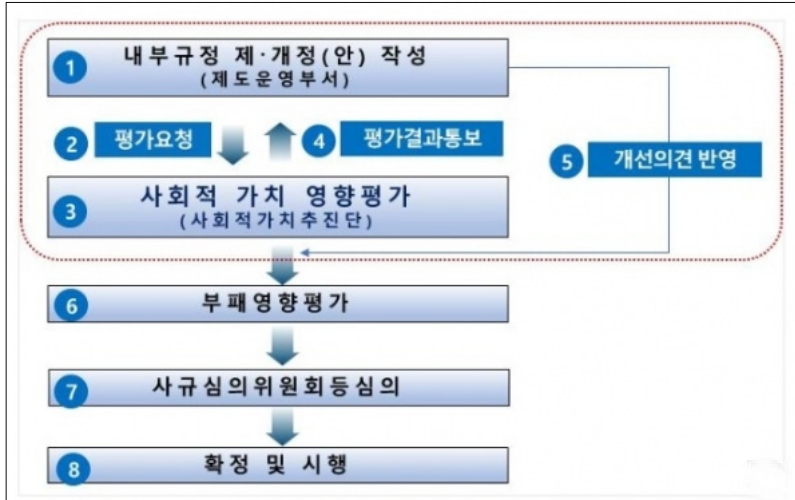 1 내부규정 제·개정(안) 작성
(제도운영부서)
2 평가요청
4 평가결과통보
5 개선의견 반영
3 사회적 가치 영향평가
(사회적가치추진단)
6 부패영향평가
7 사규심의위원회등심의
8 확정 및 시행